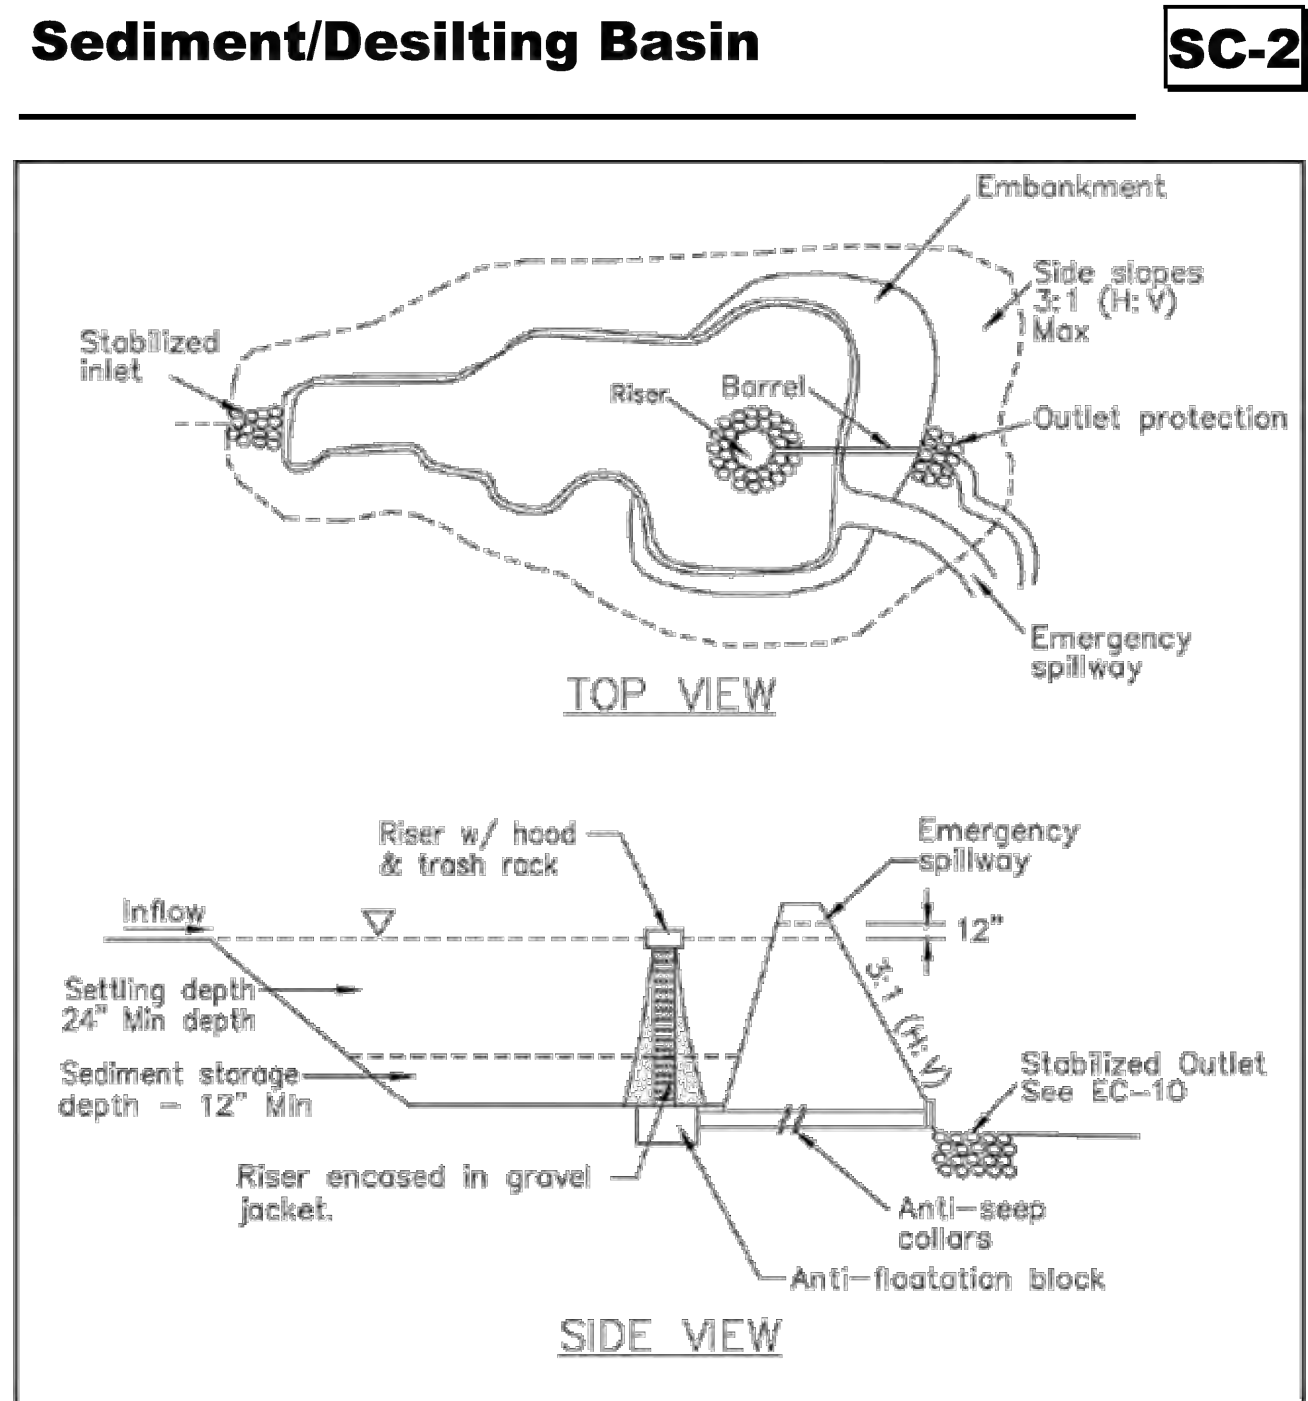 Sediment/Desilting Basin
SC-2
Embankment
Side slopes
3:1 (H:V)
Max
Stabilized
inlet
Riser
Barrel
Outlet protection
Emergency
spillway
TOP VIEW
Riser w/ hood
& trash rack
Emergency
spillway
Inflow
12"
Settling depth
24" Min depth
3:1 (H:V)
Sediment storage
depth – 12" Min
Stabilized Outlet
See EC-10
Riser encased in gravel
jacket.
Anti-seep
collars
Anti-floatation block
SIDE VIEW